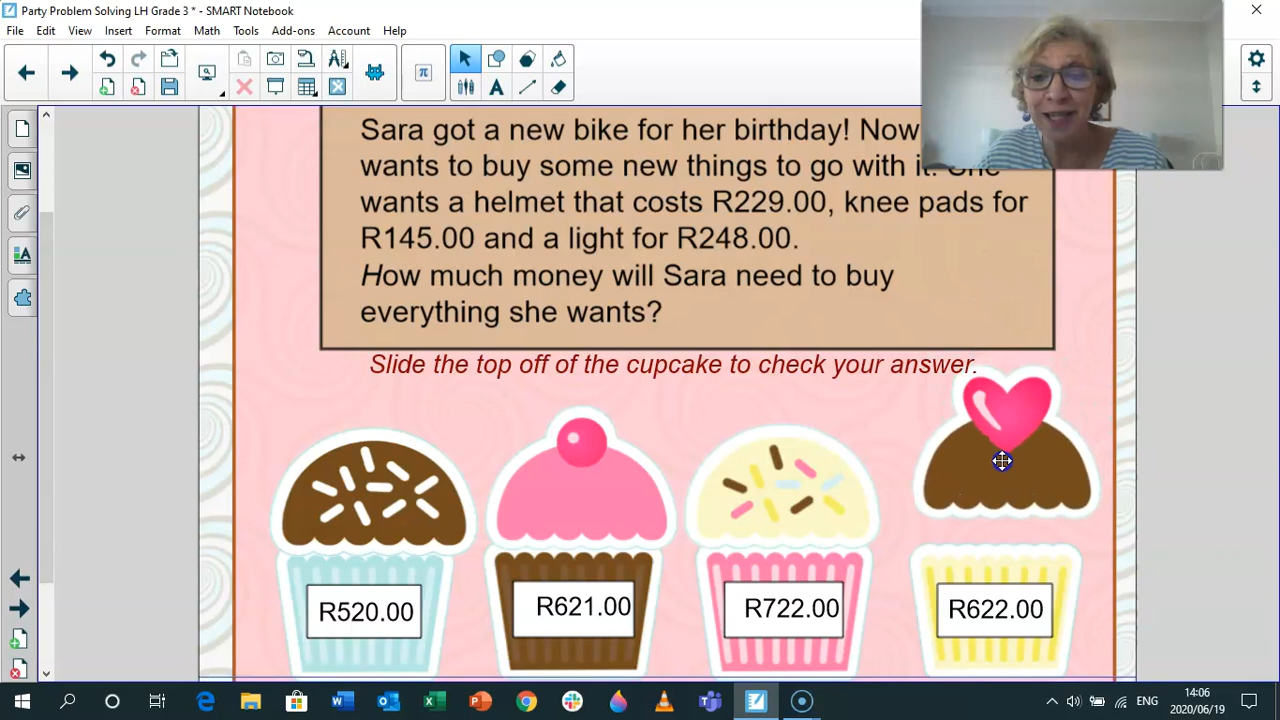 Party Problem Solving LH Grade 3 * - SMART Notebook
File Edit View Insert Format Math Tools Add-ons Account Help
Sara got a new bike for her birthday! Now
wants to buy some new things to go with it. She
wants a helmet that costs R229.00, knee pads for
R145.00 and a light for R248.00.
How much money will Sara need to buy
everything she wants?
Slide the top off of the cupcake to check your answer.
R520.00 R621.00 R722.00 R622.00
ENG
14:06
2020/06/19